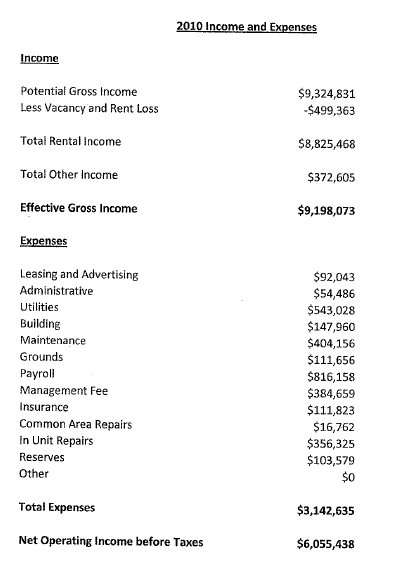 2010 Income and Expenses
Income
Potential Gross Income $9,324,831
Less Vacancy and Rent Loss -$499,363
Total Rental Income $8,825,468
Total Other Income $372,605
Effective Gross Income $9,198,073
Expenses
Leasing and Advertising $92,043
Administrative $54,486
Utilities $543,028
Building $147,960
Maintenance $404,156
Grounds $111,656
Payroll $816,158
Management Fee $384,659
Insurance $111,823
Common Area Repairs $16,762
In Unit Repairs $356,325
Reserves $103,579
Other $0
Total Expenses $3,142,635
Net Operating Income before Taxes $6,055,438